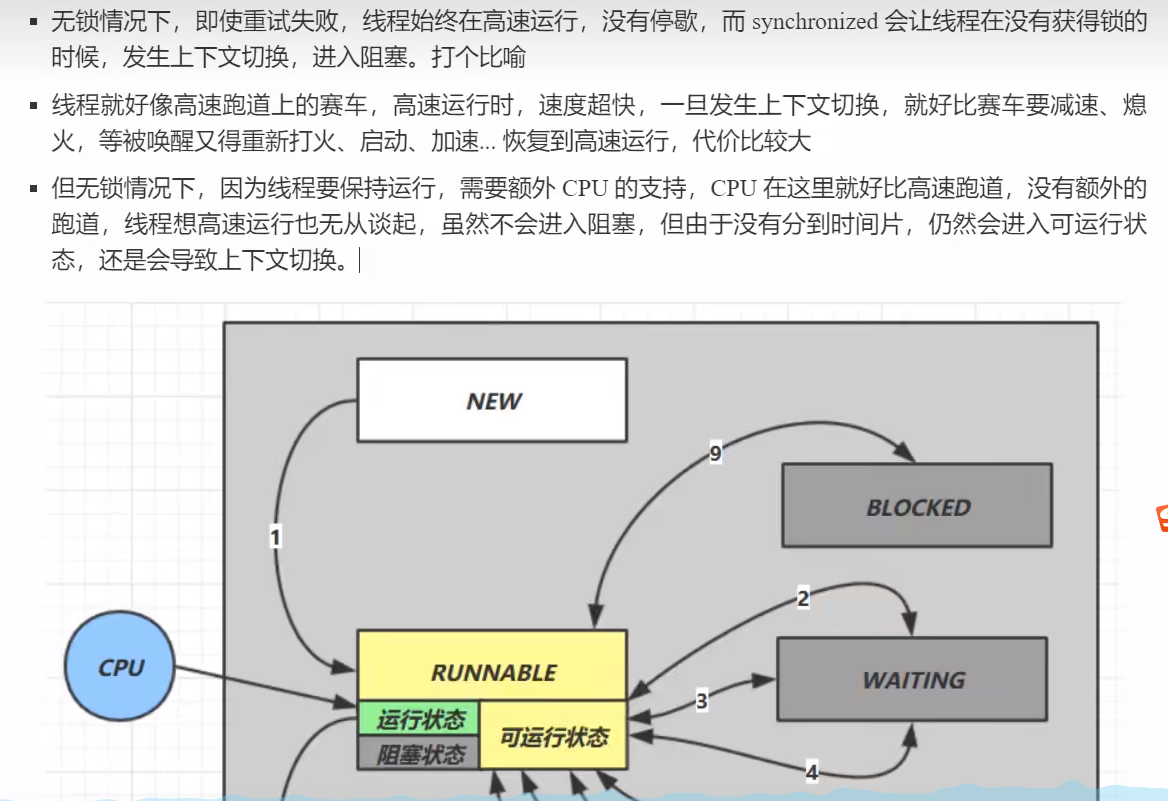 无锁情况下，即使重试失败，线程始终在高速运行，没有停歇，而 synchronized 会让线程在没有获得锁的
时候，发生上下文切换，进入阻塞。打个比喻
线程就好像高速跑道上的赛车，高速运行时，速度超快，一旦发生上下文切换，就好比赛车要减速、熄
火，等被唤醒又得重新打火、启动、加速... 恢复到高速运行，代价比较大
但无锁情况下，因为线程要保持运行，需要额外 CPU 的支持，CPU 在这里就好比高速跑道，没有额外的
跑道，线程想高速运行也无从谈起，虽然不会进入阻塞，但由于没有分到时间片，仍然会进入可运行状
态，还是会导致上下文切换。
NEW
9
BLOCKED
1
2
CPU
RUNNABLE
WAITING
3
运行状态
可运行状态
阻塞状态
4